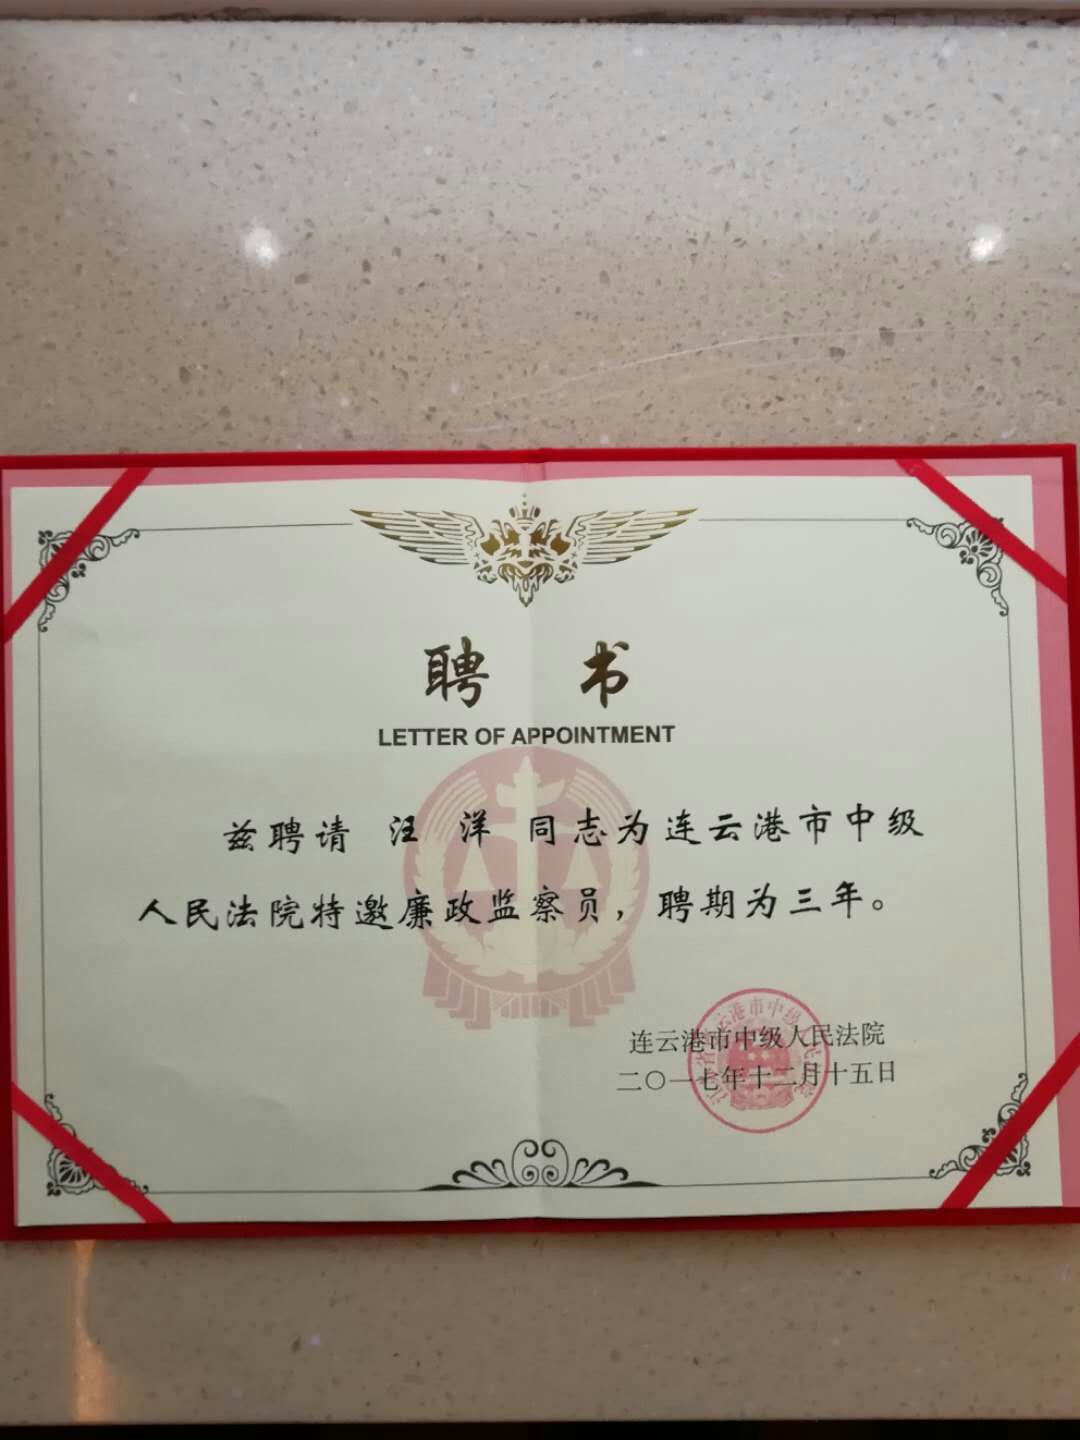 聘 书
LETTER OF APPOINTMENT
兹聘请 汪 洋 同志为连云港市中级
人民法院特邀廉政监察员，聘期为三年。
连云港市中级人民法院
二〇一七年十二月十五日